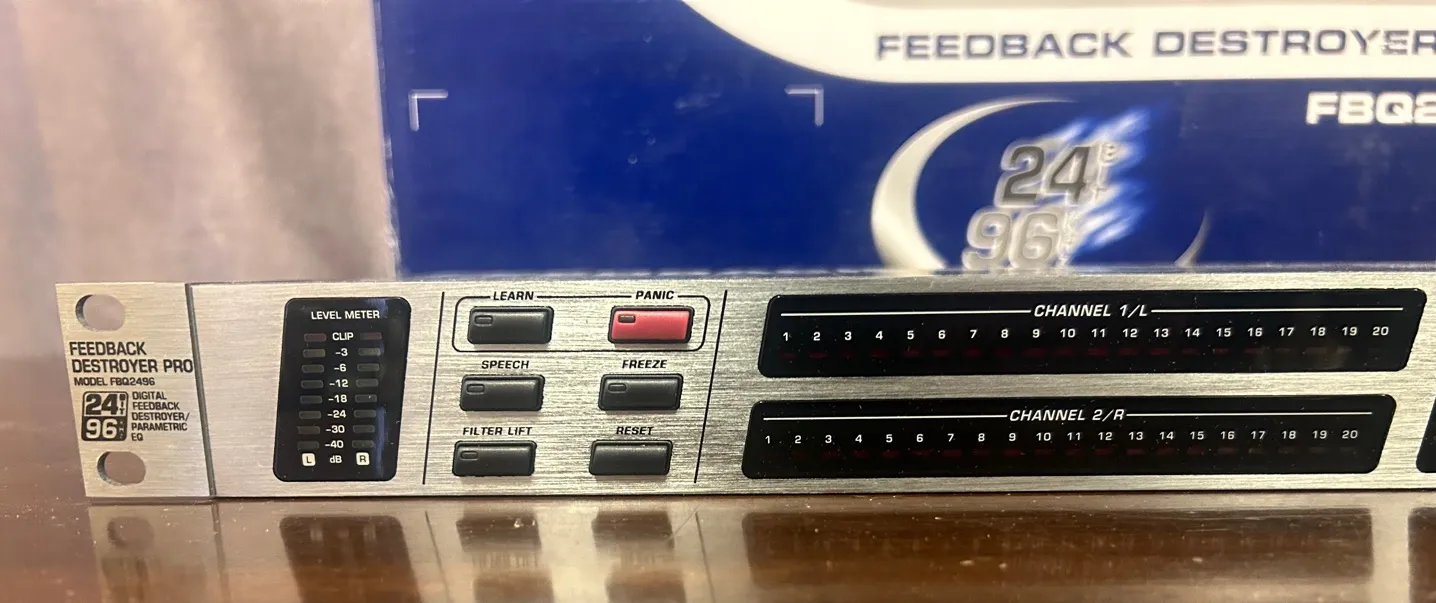 FEEDBACK DESTROYER
FBQ2
24
96
FEEDBACK
DESTROYER PRO
MODEL FBQ2496
24 BIT
96 kHz
DIGITAL
FEEDBACK
DESTROYER/
PARAMETRIC
EQ
LEVEL METER
CLIP
-3
-6
-12
-18
-24
-30
-40
L dB R
LEARN PANIC
SPEECH FREEZE
FILTER LIFT RESET
CHANNEL 1/L
1 2 3 4 5 6 7 8 9 10 11 12 13 14 15 16 17 18 19 20
CHANNEL 2/R
1 2 3 4 5 6 7 8 9 10 11 12 13 14 15 16 17 18 19 20